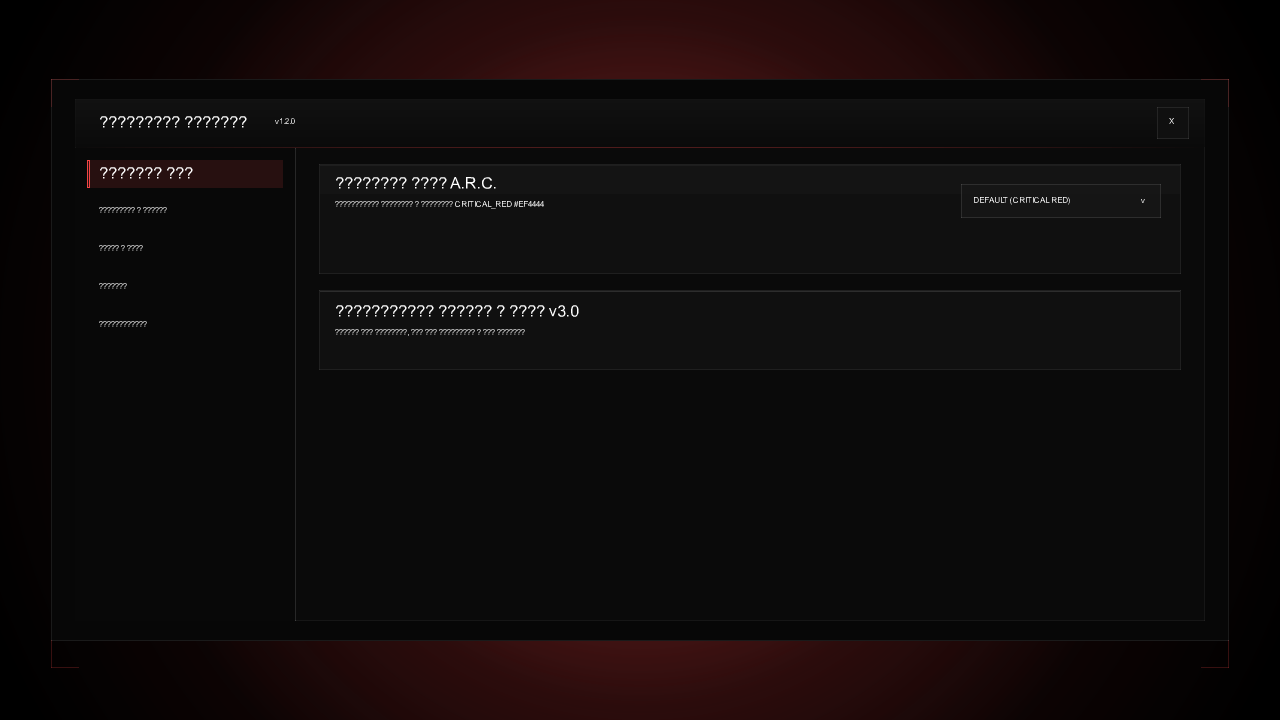 ????????? ???????
v1.2.0
X
??????? ???
????????? ? ??????
????? ? ????
???????
????????????
???????? ???? A.R.C.
??????????? ???????? ? ???????? CRITICAL_RED #EF4444
DEFAULT (CRITICAL RED) v
??????????? ?????? ? ???? v3.0
?????? ??? ????????, ??? ??? ????????? ? ??? ???????